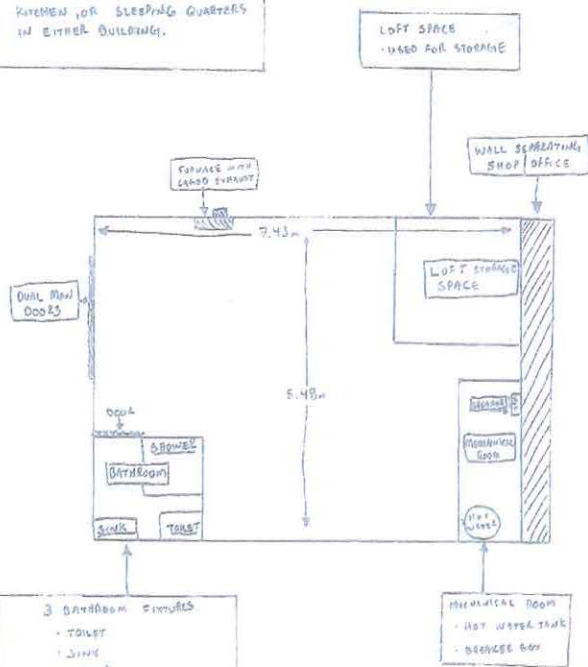 KITCHEN, OR SLEEPING QUARTERS
IN EITHER BUILDING.
LOFT SPACE
- USED FOR STORAGE
WALL SEPARATING
SHOP / OFFICE
FURNACE WITH
EXHAUST
7.43m
LOFT STORAGE
SPACE
DUAL MAN
DOORS
5.49m
DOOR
SHOWER
BATHROOM
SINK
TOILET
BREAKER
MECHANICAL
ROOM
HOT
WATER
3 BATHROOM FIXTURES
- TOILET
- SINK
MECHANICAL ROOM
- HOT WATER TANK
- BREAKER BOX